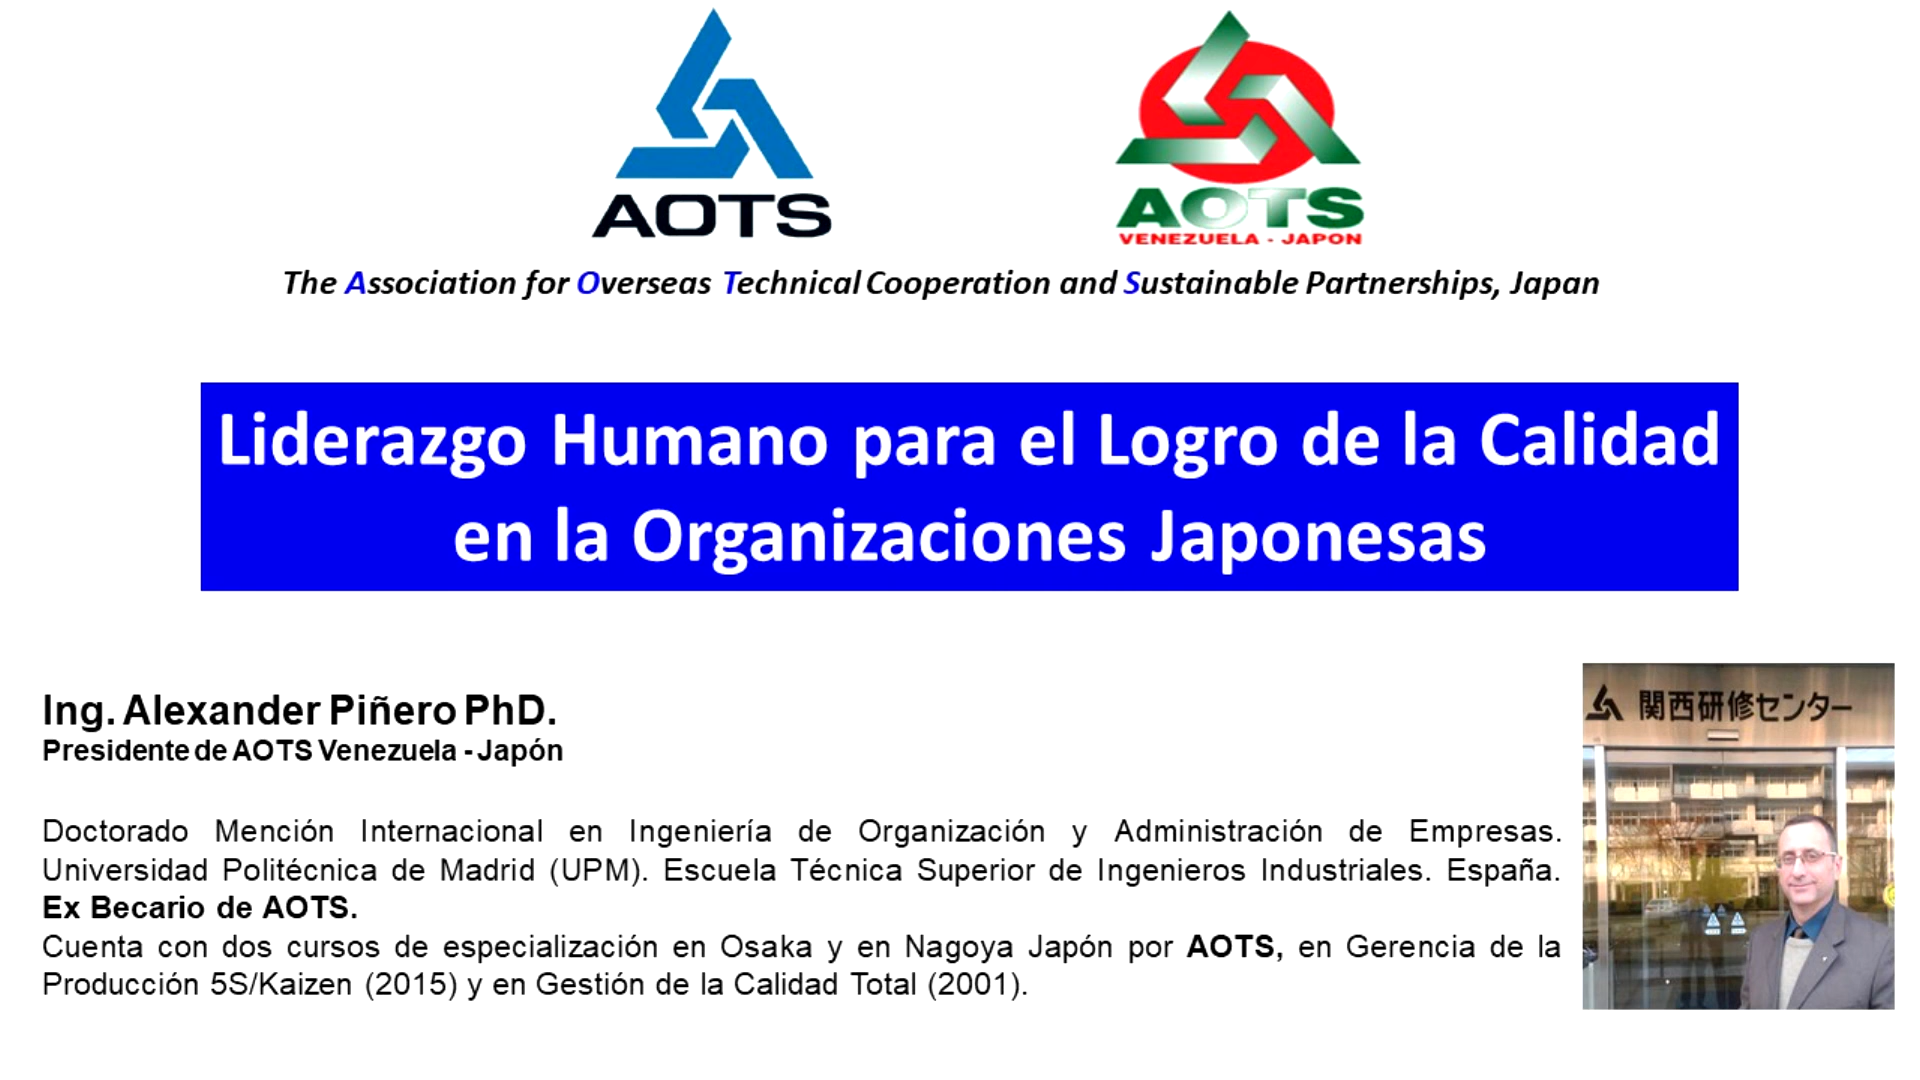 AOTS
AOTS
VENEZUELA - JAPON
The Association for Overseas Technical Cooperation and Sustainable Partnerships, Japan
Liderazgo Humano para el Logro de la Calidad
en la Organizaciones Japonesas
Ing. Alexander Piñero PhD.
Presidente de AOTS Venezuela - Japón
Doctorado Mención Internacional en Ingeniería de Organización y Administración de Empresas.
Universidad Politécnica de Madrid (UPM). Escuela Técnica Superior de Ingenieros Industriales. España.
Ex Becario de AOTS.
Cuenta con dos cursos de especialización en Osaka y en Nagoya Japón por AOTS, en Gerencia de la
Producción 5S/Kaizen (2015) y en Gestión de la Calidad Total (2001).
関西研修センター